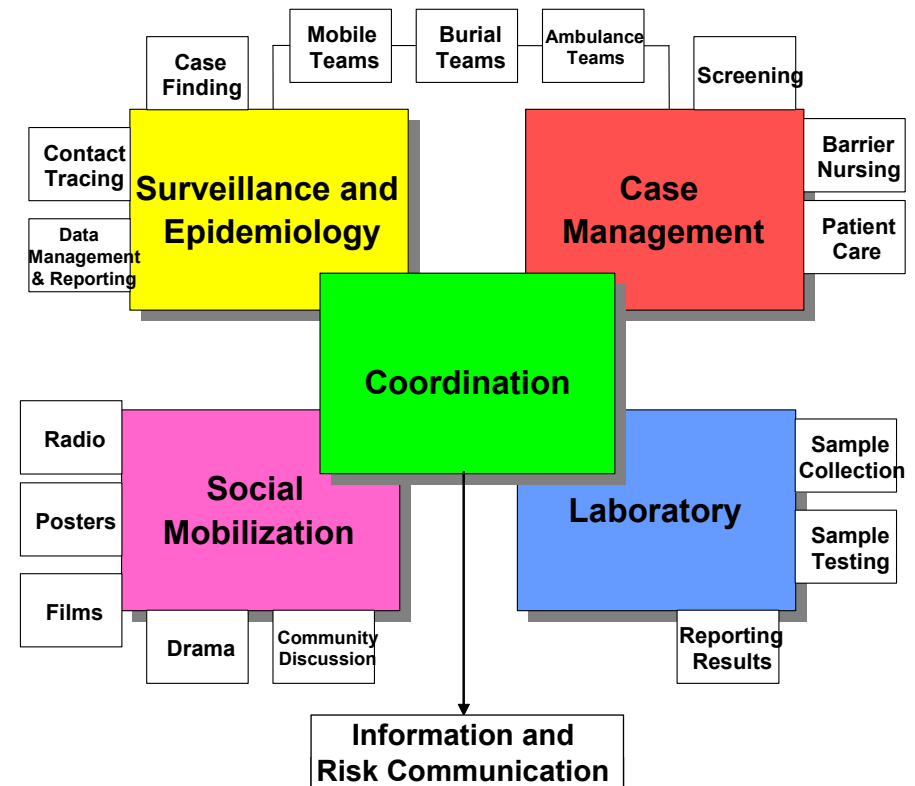 Mobile
Teams
Burial
Teams
Ambulance
Teams
Case
Finding
Screening
Contact
Tracing
Surveillance and
Epidemiology
Data
Management
& Reporting
Case
Management
Barrier
Nursing
Patient
Care
Coordination
Radio
Posters
Films
Social
Mobilization
Drama
Community
Discussion
Laboratory
Sample
Collection
Sample
Testing
Reporting
Results
Information and
Risk Communication